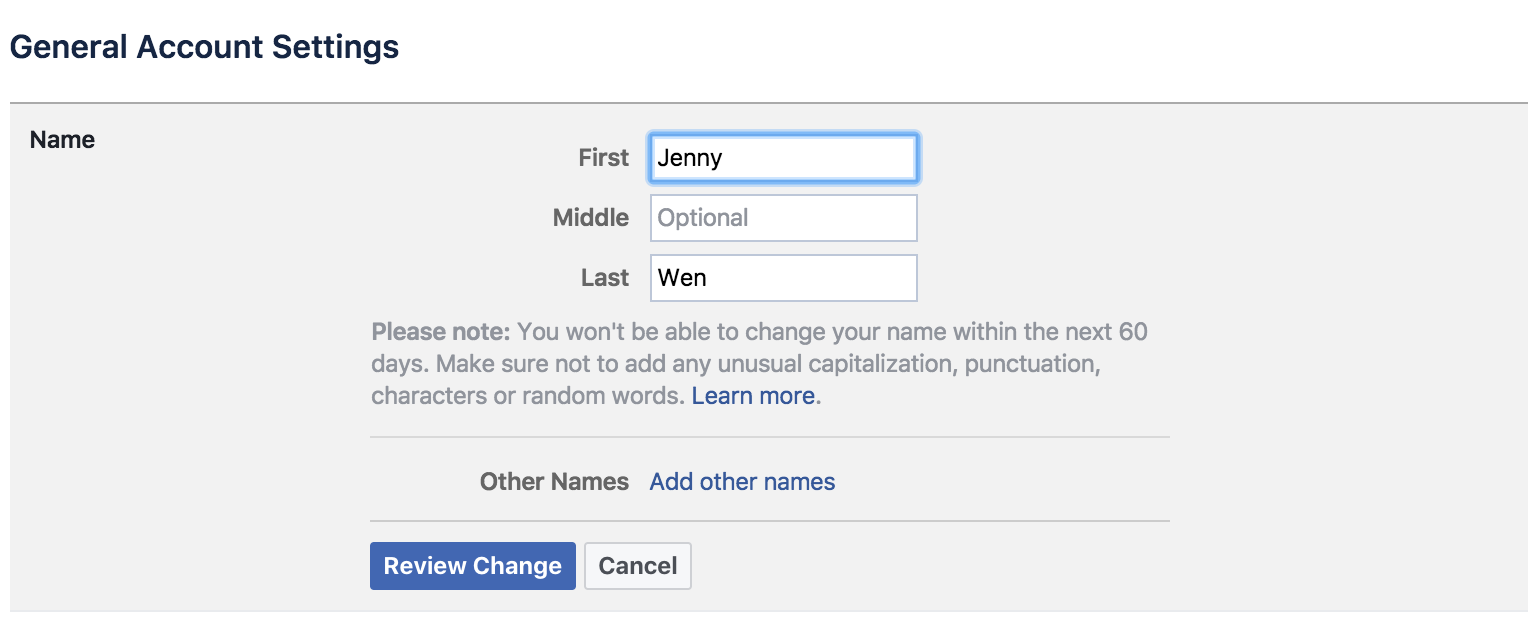 General Account Settings
Name
First Jenny
Middle Optional
Last Wen
Please note: You won't be able to change your name within the next 60
days. Make sure not to add any unusual capitalization, punctuation,
characters or random words. Learn more.
Other Names Add other names
Review Change Cancel